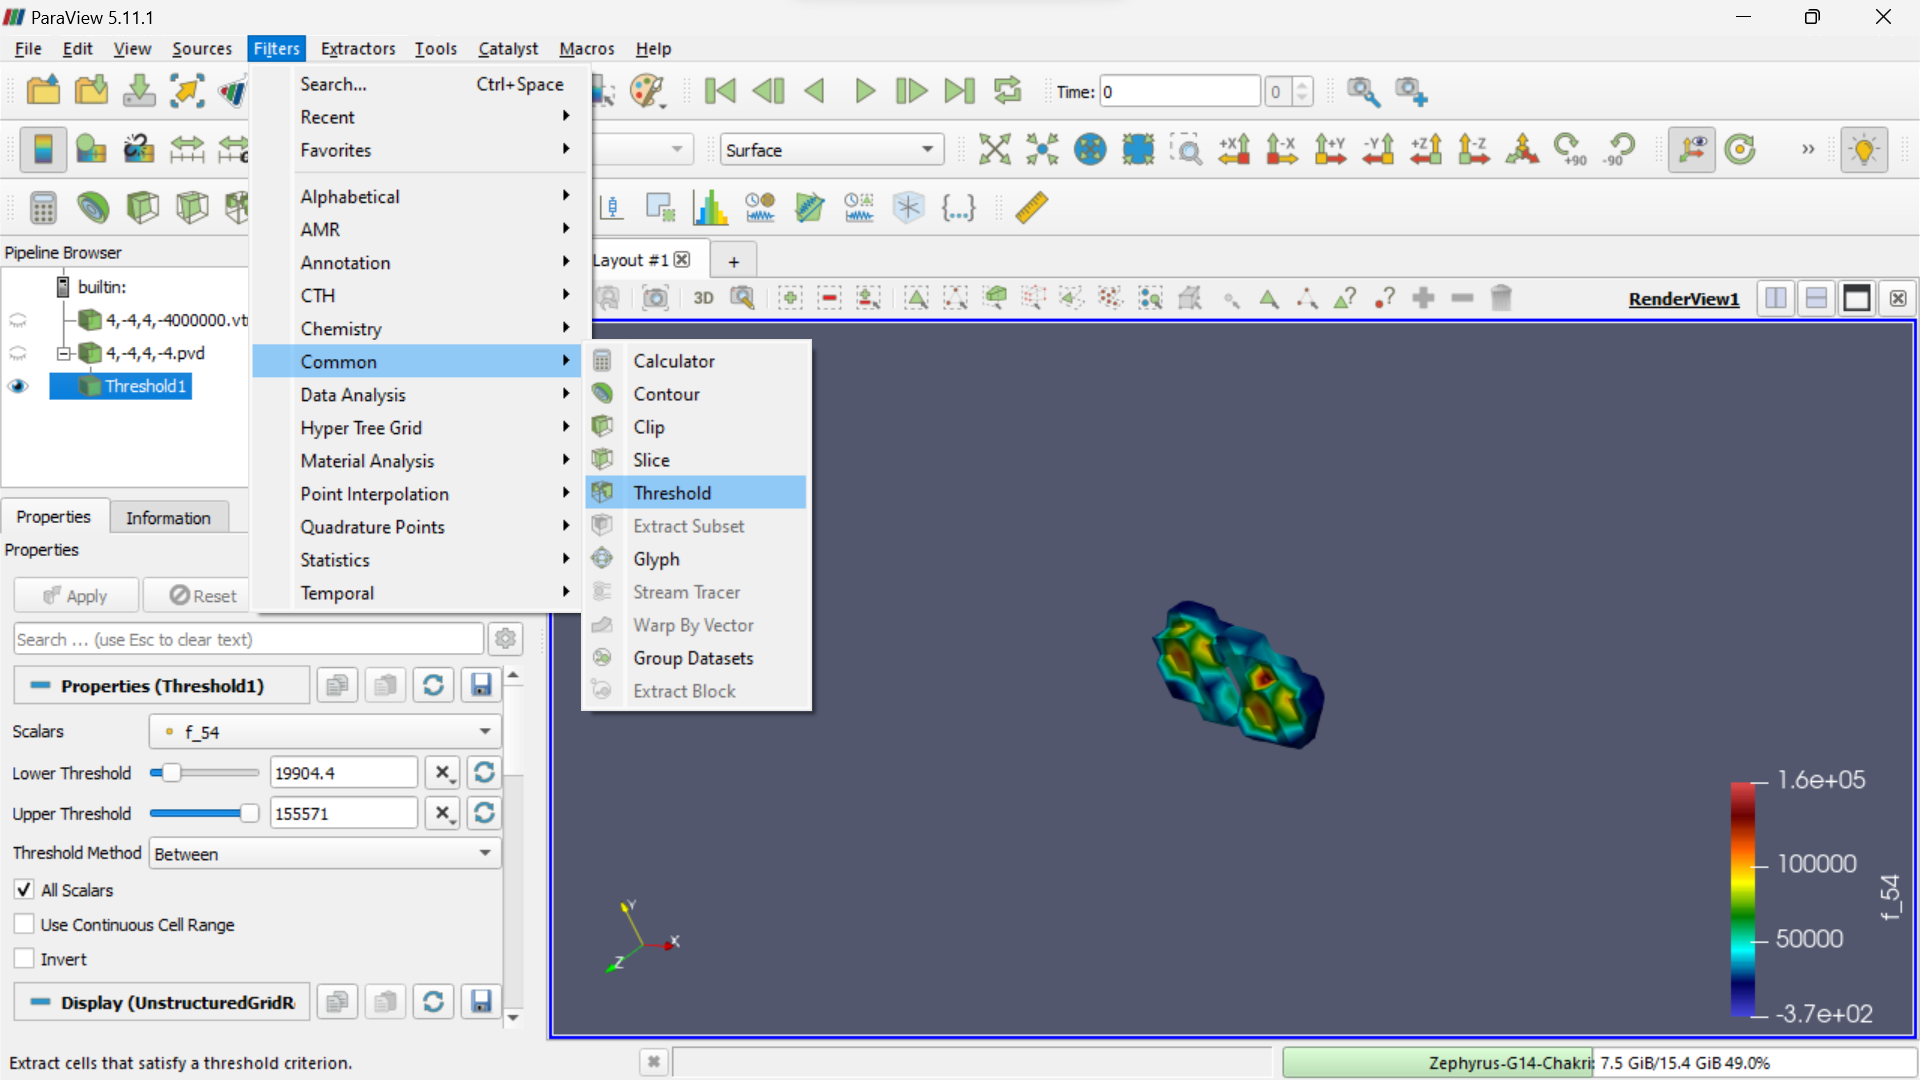 ParaView 5.11.1
File Edit View Sources Filters Extractors Tools Catalyst Macros Help
Search... Ctrl+Space
Recent
Favorites
Alphabetical
AMR
Annotation
CTH
Chemistry
Common
Data Analysis
Hyper Tree Grid
Material Analysis
Point Interpolation
Quadrature Points
Statistics
Temporal
Calculator
Contour
Clip
Slice
Threshold
Extract Subset
Glyph
Stream Tracer
Warp By Vector
Group Datasets
Extract Block
Time: 0 0
Surface
+X -X +Y -Y +Z -Z +90 -90
Pipeline Browser
builtin:
4,-4,4,-4000000.vt
4,-4,4,-4.pvd
Threshold1
Layout #1 +
3D
RenderView1
Properties Information
Properties
Apply Reset
Search ... (use Esc to clear text)
Properties (Threshold1)
Scalars f_54
Lower Threshold 19904.4
Upper Threshold 155571
Threshold Method Between
All Scalars
Use Continuous Cell Range
Invert
Display (UnstructuredGridR
Y
X
Z
1.6e+05
100000
50000
-3.7e+02
f_54
Extract cells that satisfy a threshold criterion.
Zephyrus-G14-Chakri: 7.5 GiB/15.4 GiB 49.0%